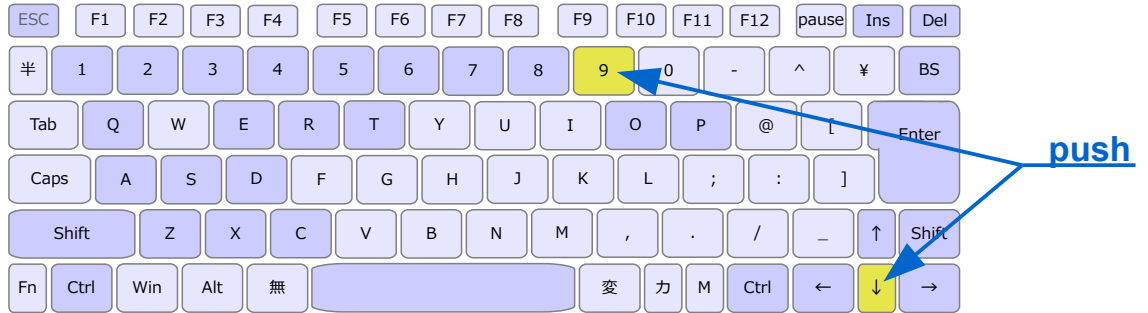 ESC F1 F2 F3 F4 F5 F6 F7 F8 F9 F10 F11 F12 pause Ins Del
半 1 2 3 4 5 6 7 8 9 0 - ^ ¥ BS
Tab Q W E R T Y U I O P @ [ Enter
push
Caps A S D F G H J K L ; : ]
Shift Z X C V B N M , . / _ ↑ Shift
Fn Ctrl Win Alt 無 変 カ M Ctrl ← ↓ →